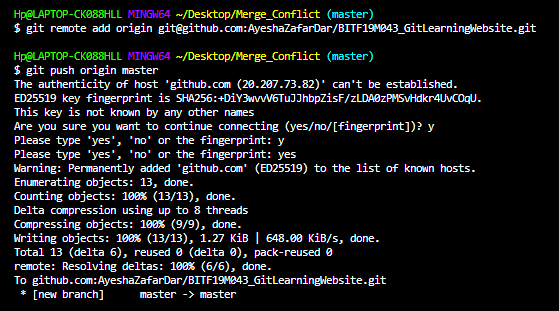 Hp@LAPTOP-CK088HLL MINGW64 ~/Desktop/Merge_Conflict (master)
$ git remote add origin git@github.com:AyeshaZafarDar/BITF19M043_GitLearningWebsite.git
Hp@LAPTOP-CK088HLL MINGW64 ~/Desktop/Merge_Conflict (master)
$ git push origin master
The authenticity of host 'github.com (20.207.73.82)' can't be established.
ED25519 key fingerprint is SHA256:+DiY3wvvV6TuJJhbpZisF/zLDA0zPMSvHdkr4UvCOqU.
This key is not known by any other names
Are you sure you want to continue connecting (yes/no/[fingerprint])? y
Please type 'yes', 'no' or the fingerprint: y
Please type 'yes', 'no' or the fingerprint: yes
Warning: Permanently added 'github.com' (ED25519) to the list of known hosts.
Enumerating objects: 13, done.
Counting objects: 100% (13/13), done.
Delta compression using up to 8 threads
Compressing objects: 100% (9/9), done.
Writing objects: 100% (13/13), 1.27 KiB | 648.00 KiB/s, done.
Total 13 (delta 6), reused 0 (delta 0), pack-reused 0
remote: Resolving deltas: 100% (6/6), done.
To github.com:AyeshaZafarDar/BITF19M043_GitLearningWebsite.git
 * [new branch]      master -> master